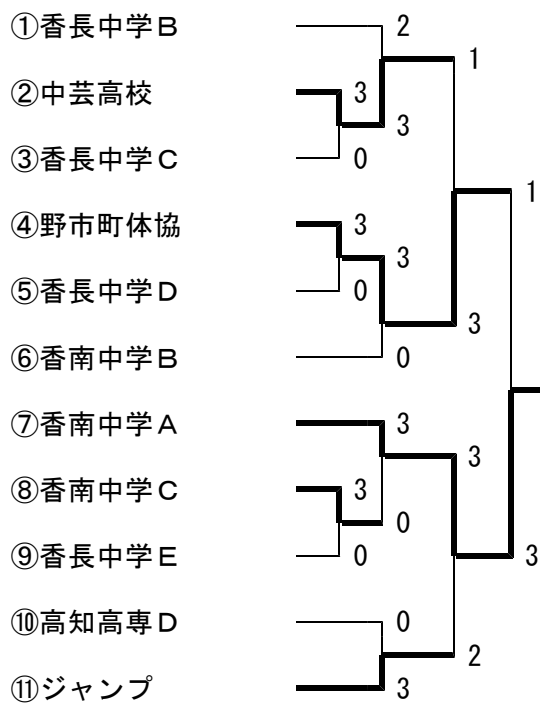 ①香長中学Ｂ 2
1
②中芸高校 3
3
③香長中学Ｃ 0
1
④野市町体協 3
3
⑤香長中学Ｄ 0
3
⑥香南中学Ｂ 0
⑦香南中学Ａ 3
3
⑧香南中学Ｃ 3
0
⑨香長中学Ｅ 0
3
⑩高知高専Ｄ 0
2
⑪ジャンプ 3